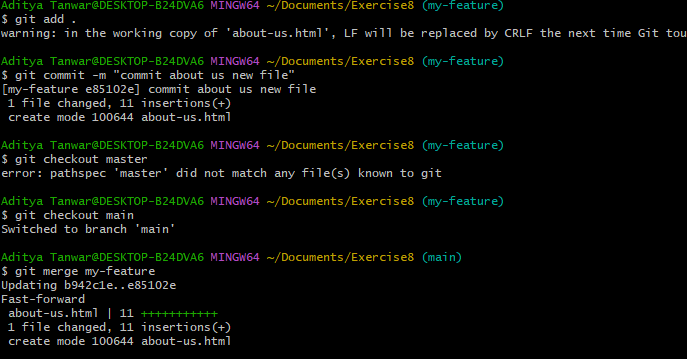 Aditya Tanwar@DESKTOP-B24DVA6 MINGW64 ~/Documents/Exercise8 (my-feature)
$ git add .
warning: in the working copy of 'about-us.html', LF will be replaced by CRLF the next time Git tou
Aditya Tanwar@DESKTOP-B24DVA6 MINGW64 ~/Documents/Exercise8 (my-feature)
$ git commit -m "commit about us new file"
[my-feature e85102e] commit about us new file
1 file changed, 11 insertions(+)
create mode 100644 about-us.html
Aditya Tanwar@DESKTOP-B24DVA6 MINGW64 ~/Documents/Exercise8 (my-feature)
$ git checkout master
error: pathspec 'master' did not match any file(s) known to git
Aditya Tanwar@DESKTOP-B24DVA6 MINGW64 ~/Documents/Exercise8 (my-feature)
$ git checkout main
Switched to branch 'main'
Aditya Tanwar@DESKTOP-B24DVA6 MINGW64 ~/Documents/Exercise8 (main)
$ git merge my-feature
Updating b942c1e..e85102e
Fast-forward
about-us.html | 11 +++++++++++
1 file changed, 11 insertions(+)
create mode 100644 about-us.html